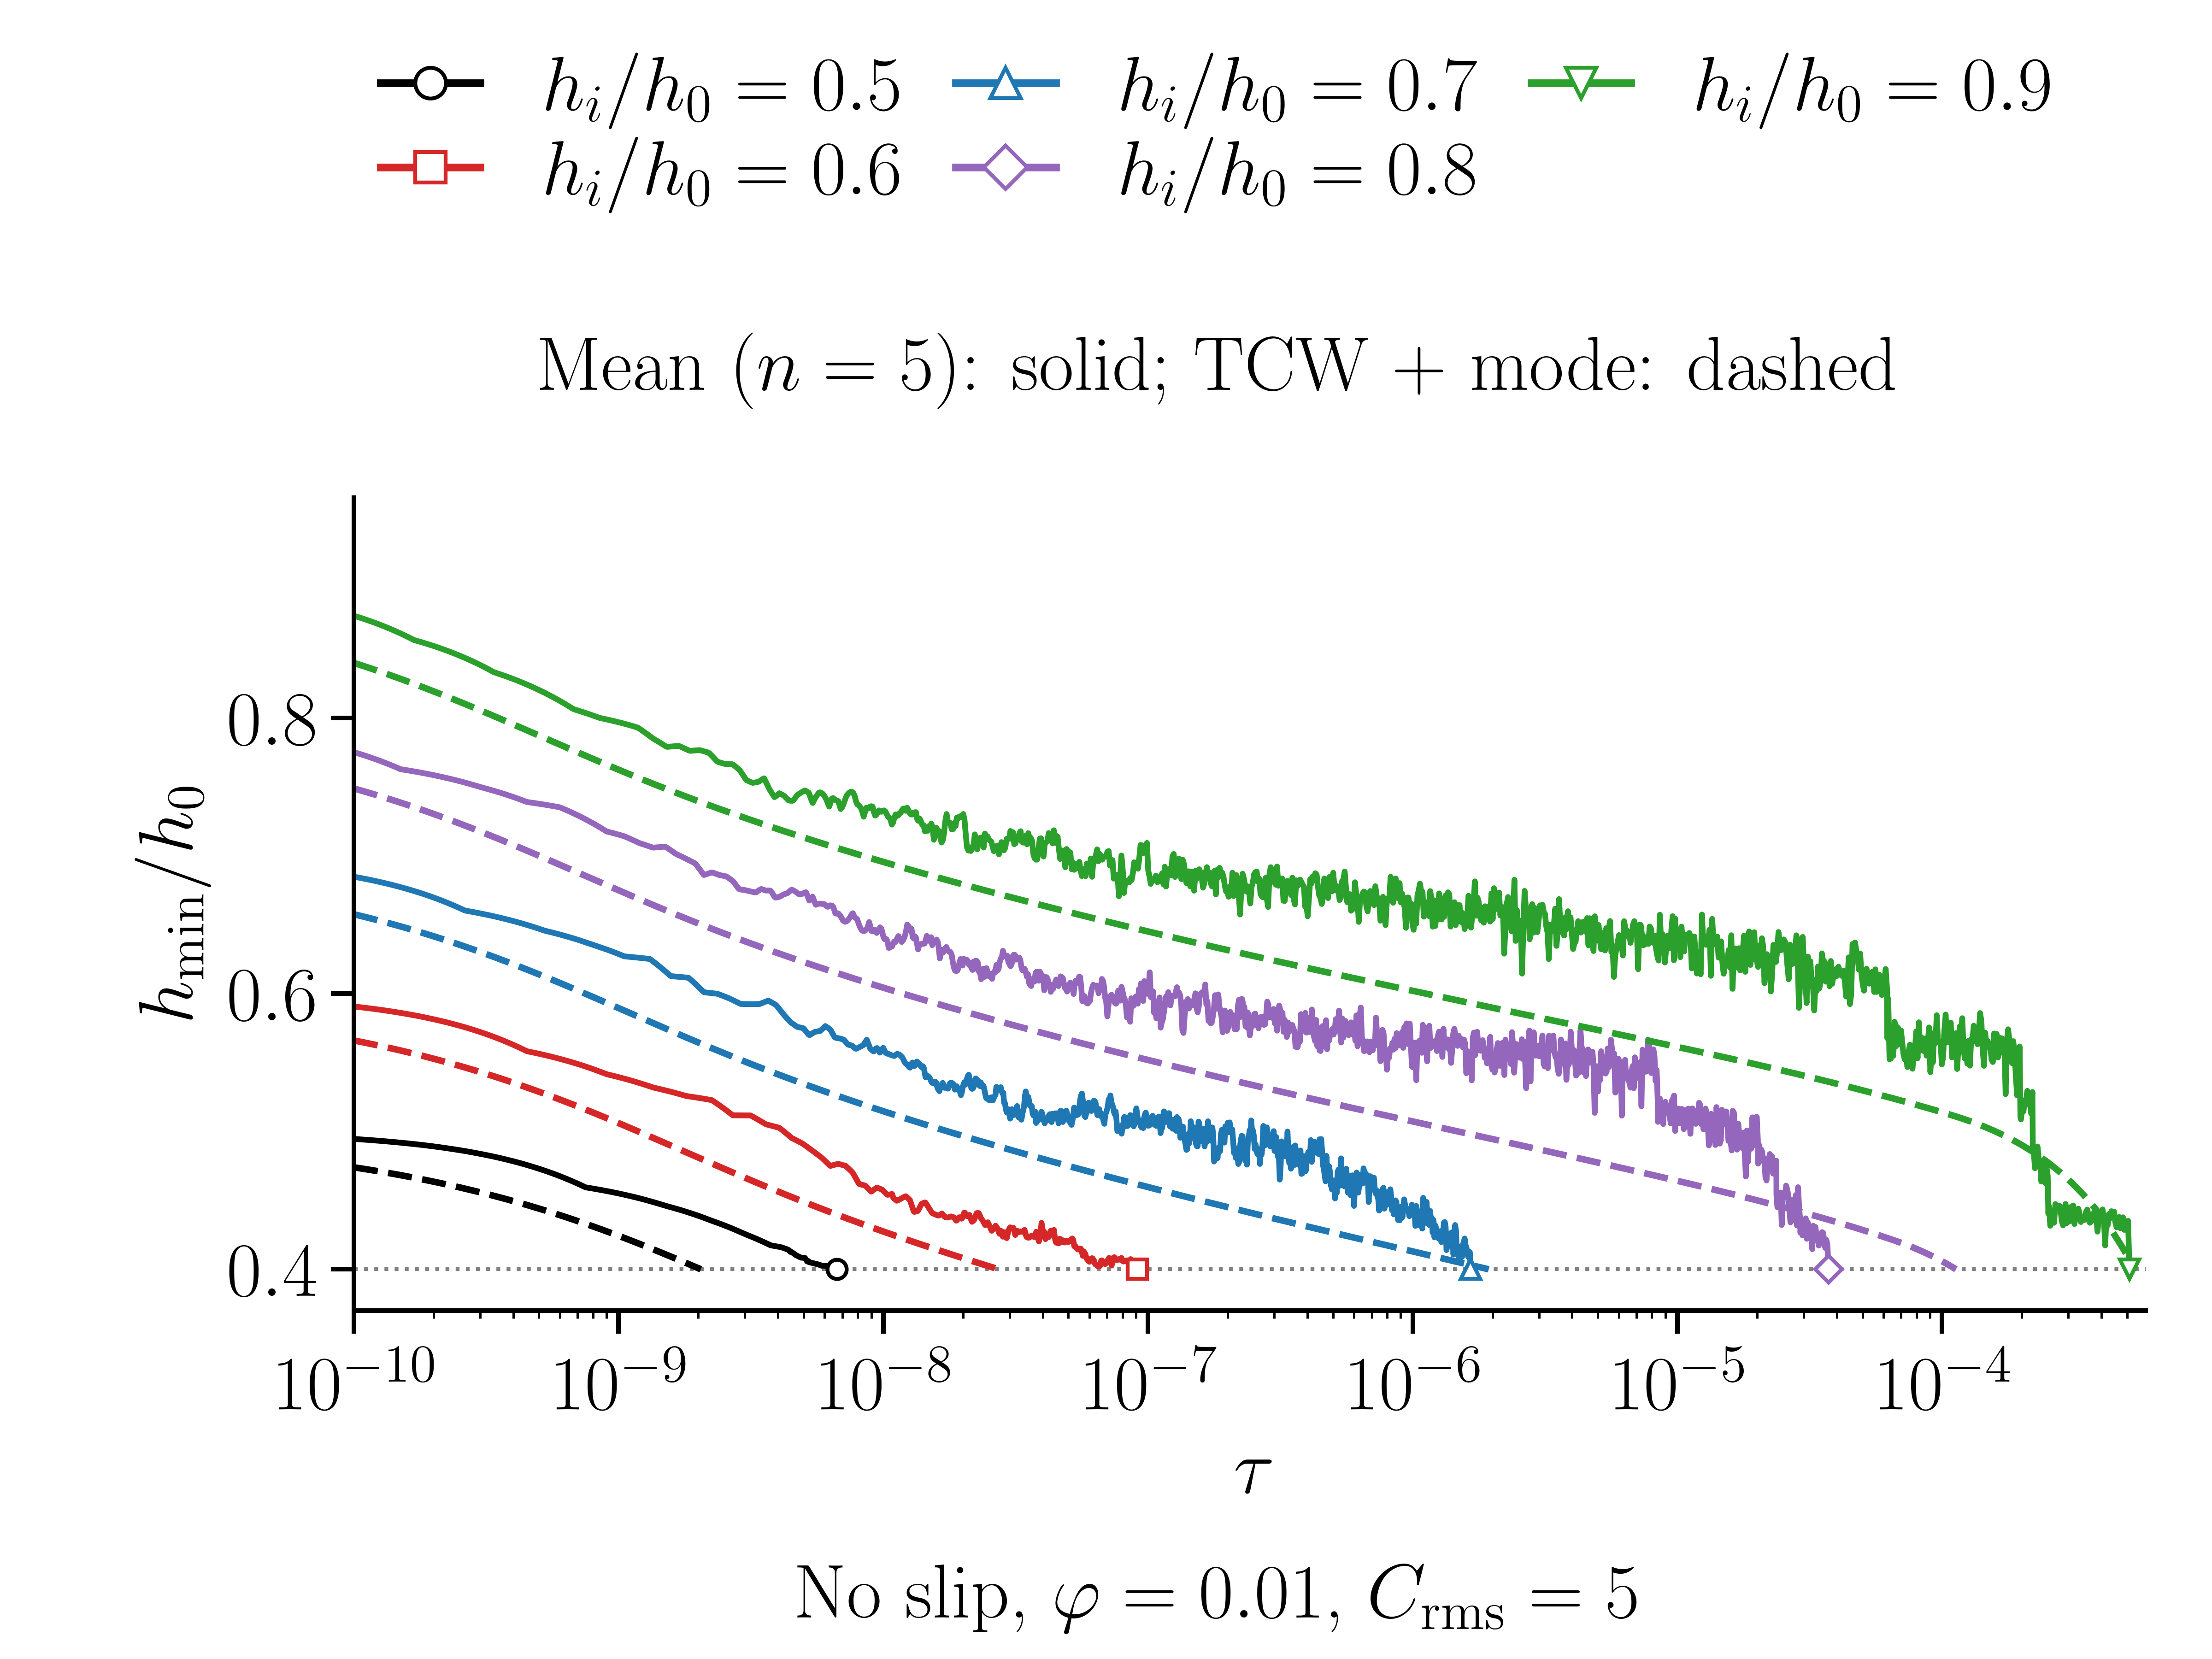 h_i/h_0 = 0.5 h_i/h_0 = 0.7 h_i/h_0 = 0.9
h_i/h_0 = 0.6 h_i/h_0 = 0.8
Mean (n = 5): solid; TCW + mode: dashed
h_min/h_0
0.8
0.6
0.4
10^{-10} 10^{-9} 10^{-8} 10^{-7} 10^{-6} 10^{-5} 10^{-4}
τ
No slip, φ = 0.01, C_rms = 5